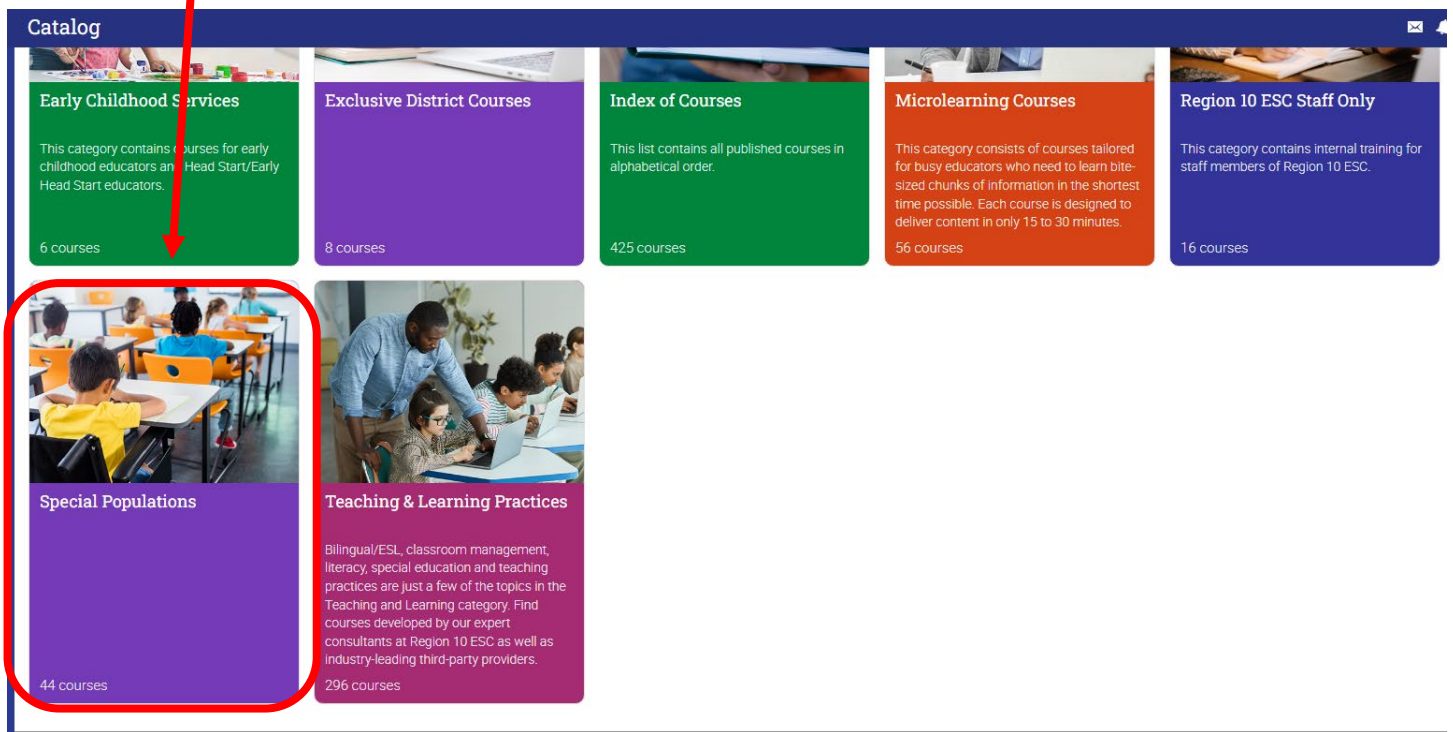 Catalog
Early Childhood Services
This category contains courses for early
childhood educators and Head Start/Early
Head Start educators.
6 courses
Exclusive District Courses
8 courses
Index of Courses
This list contains all published courses in
alphabetical order.
425 courses
Microlearning Courses
This category consists of courses tailored
for busy educators who need to learn bite-
sized chunks of information in the shortest
time possible. Each course is designed to
deliver content in only 15 to 30 minutes.
56 courses
Region 10 ESC Staff Only
This category contains internal training for
staff members of Region 10 ESC.
16 courses
Special Populations
44 courses
Teaching & Learning Practices
Bilingual/ESL, classroom management,
literacy, special education and teaching
practices are just a few of the topics in the
Teaching and Learning category. Find
courses developed by our expert
consultants at Region 10 ESC as well as
industry-leading third-party providers.
296 courses